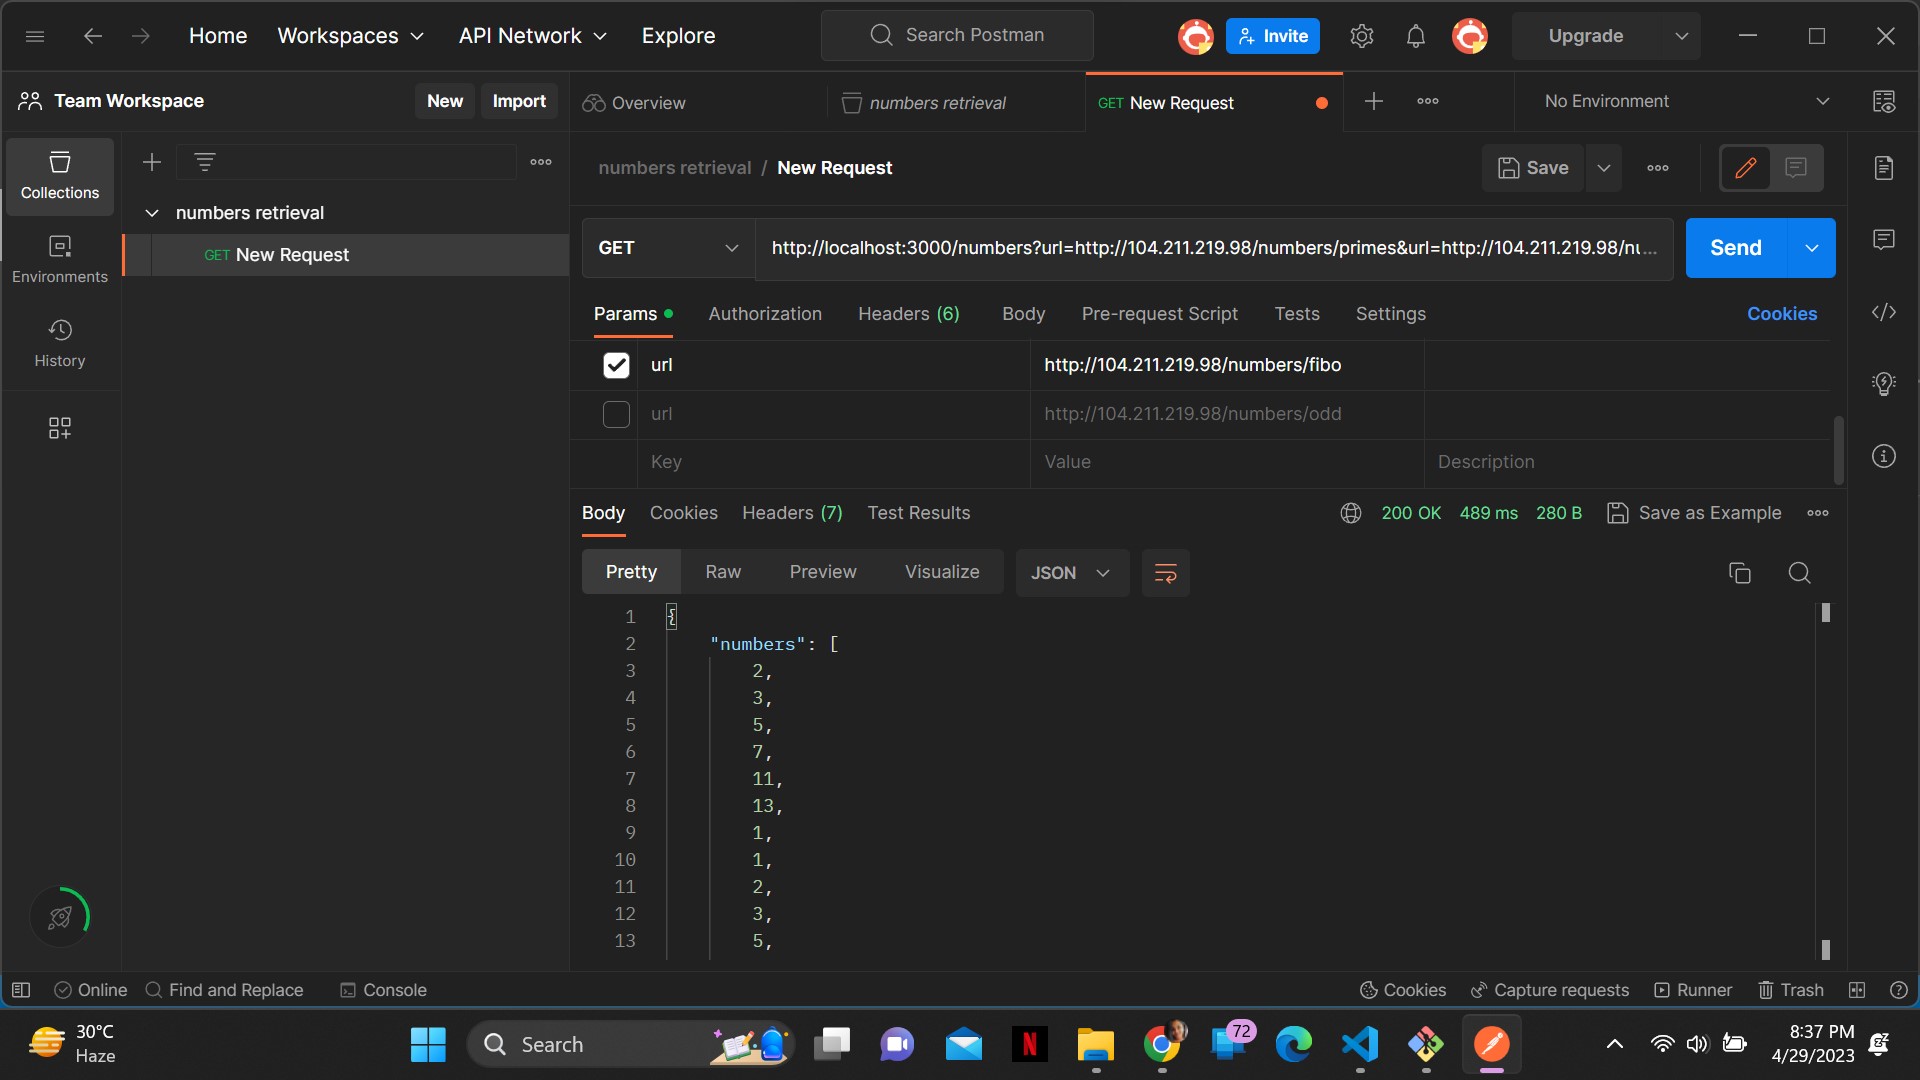 Home Workspaces API Network Explore Search Postman Invite Upgrade
Team Workspace New Import Overview numbers retrieval GET New Request No Environment
Collections
Environments
History
numbers retrieval
GET New Request
numbers retrieval / New Request Save
GET http://localhost:3000/numbers?url=http://104.211.219.98/numbers/primes&url=http://104.211.219.98/nu... Send
Params Authorization Headers (6) Body Pre-request Script Tests Settings Cookies
url http://104.211.219.98/numbers/fibo
url http://104.211.219.98/numbers/odd
Key Value Description
Body Cookies Headers (7) Test Results 200 OK 489 ms 280 B Save as Example
Pretty Raw Preview Visualize JSON
1 {
2 "numbers": [
3 2,
4 3,
5 5,
6 7,
7 11,
8 13,
9 1,
10 1,
11 2,
12 3,
13 5,
Online Find and Replace Console Cookies Capture requests Runner Trash
30°C
Haze
Search
N
72
8:37 PM
4/29/2023